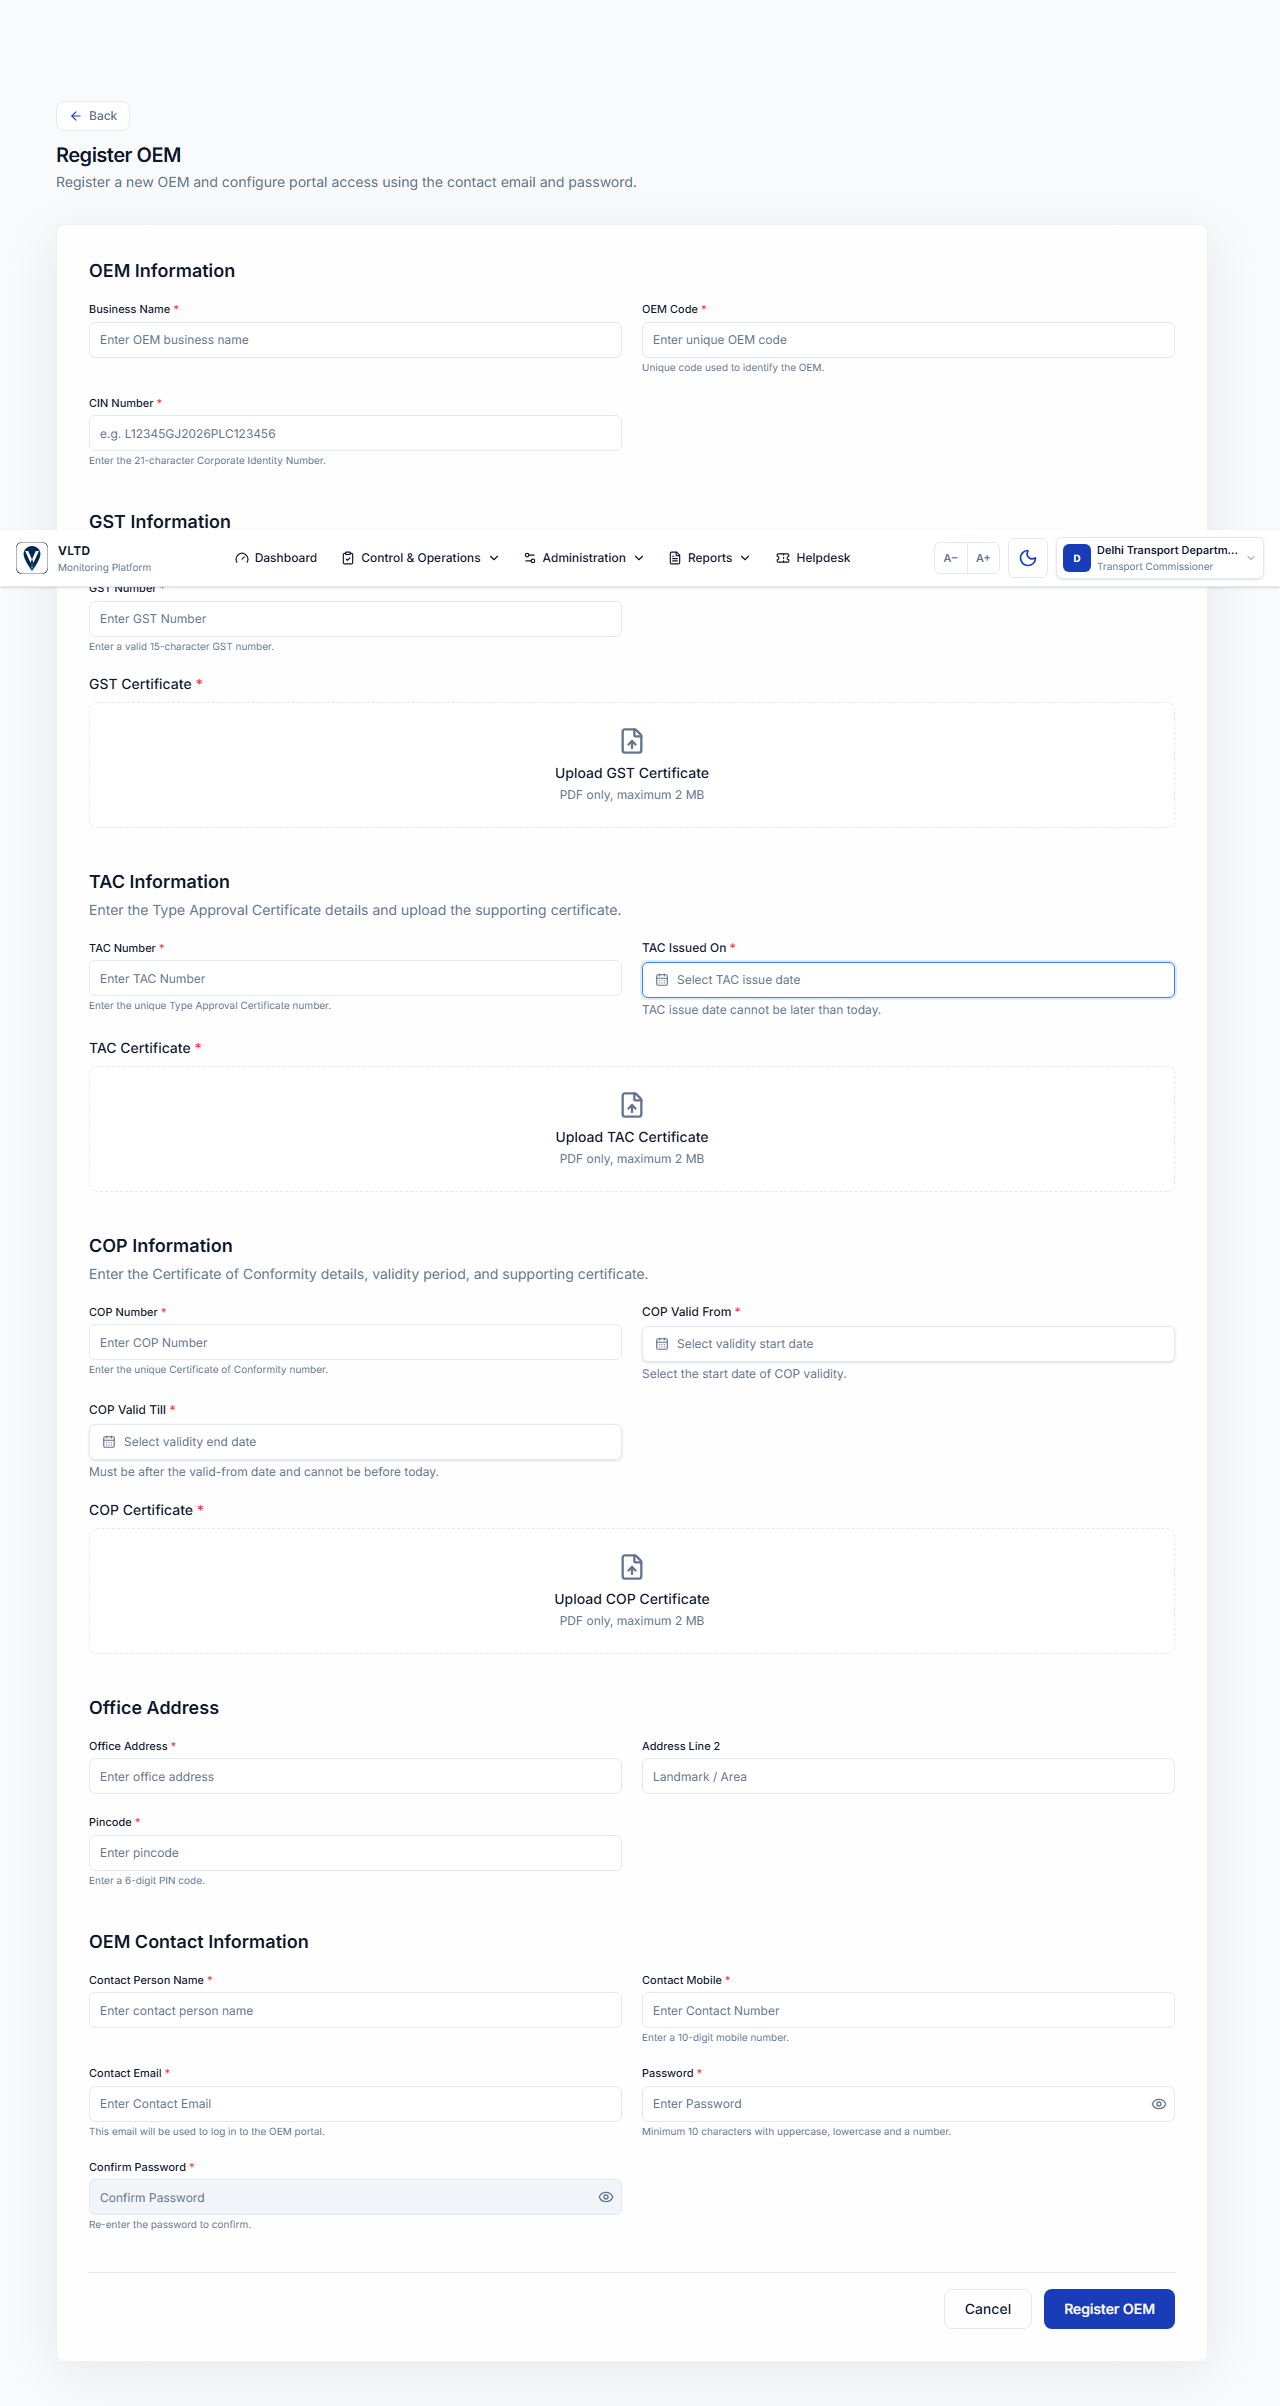 Back
Register OEM
Register a new OEM and configure portal access using the contact email and password.
OEM Information
Business Name *
OEM Code *
Enter OEM business name
Enter unique OEM code
Unique code used to identify the OEM.
CIN Number *
e.g. L12345GJ2026PLC123456
Enter the 21-character Corporate Identity Number.
GST Information
VLTD
Monitoring Platform
Dashboard
Control & Operations
Administration
Reports
Helpdesk
A−
A+
D
Delhi Transport Departm...
Transport Commissioner
GST Number *
Enter GST Number
Enter a valid 15-character GST number.
GST Certificate *
Upload GST Certificate
PDF only, maximum 2 MB
TAC Information
Enter the Type Approval Certificate details and upload the supporting certificate.
TAC Number *
TAC Issued On *
Enter TAC Number
Select TAC issue date
Enter the unique Type Approval Certificate number.
TAC issue date cannot be later than today.
TAC Certificate *
Upload TAC Certificate
PDF only, maximum 2 MB
COP Information
Enter the Certificate of Conformity details, validity period, and supporting certificate.
COP Number *
COP Valid From *
Enter COP Number
Select validity start date
Enter the unique Certificate of Conformity number.
Select the start date of COP validity.
COP Valid Till *
Select validity end date
Must be after the valid-from date and cannot be before today.
COP Certificate *
Upload COP Certificate
PDF only, maximum 2 MB
Office Address
Office Address *
Address Line 2
Enter office address
Landmark / Area
Pincode *
Enter pincode
Enter a 6-digit PIN code.
OEM Contact Information
Contact Person Name *
Contact Mobile *
Enter contact person name
Enter Contact Number
Enter a 10-digit mobile number.
Contact Email *
Password *
Enter Contact Email
Enter Password
This email will be used to log in to the OEM portal.
Minimum 10 characters with uppercase, lowercase and a number.
Confirm Password *
Confirm Password
Re-enter the password to confirm.
Cancel
Register OEM